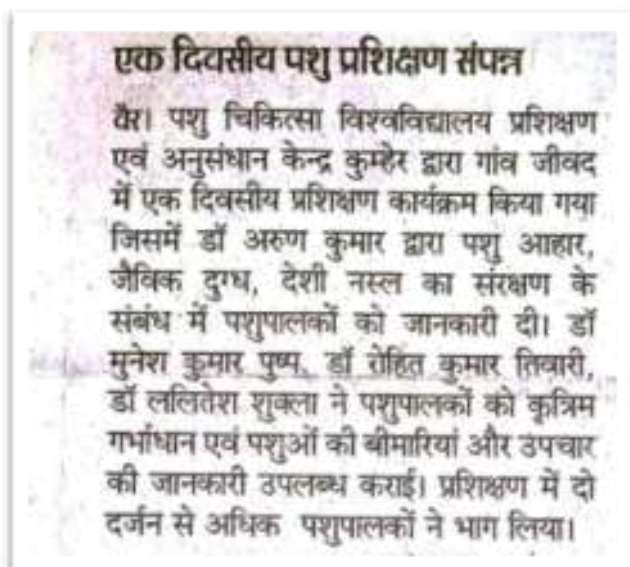 एक दिवसीय पशु प्रशिक्षण संपन्न
वैर। पशु चिकित्सा विश्वविद्यालय प्रशिक्षण
एवं अनुसंधान केन्द्र कुम्हेर द्वारा गांव जीवद
में एक दिवसीय प्रशिक्षण कार्यक्रम किया गया
जिसमें डॉ अरुण कुमार द्वारा पशु आहार,
जैविक दुग्ध, देशी नस्ल का संरक्षण के
संबंध में पशुपालकों को जानकारी दी। डॉ
मुनेश कुमार पुष्प, डॉ रोहित कुमार तिवारी,
डॉ ललितेश शुक्ला ने पशुपालकों को कृत्रिम
गर्भाधान एवं पशुओं की बीमारियां और उपचार
की जानकारी उपलब्ध कराई। प्रशिक्षण में दो
दर्जन से अधिक पशुपालकों ने भाग लिया।